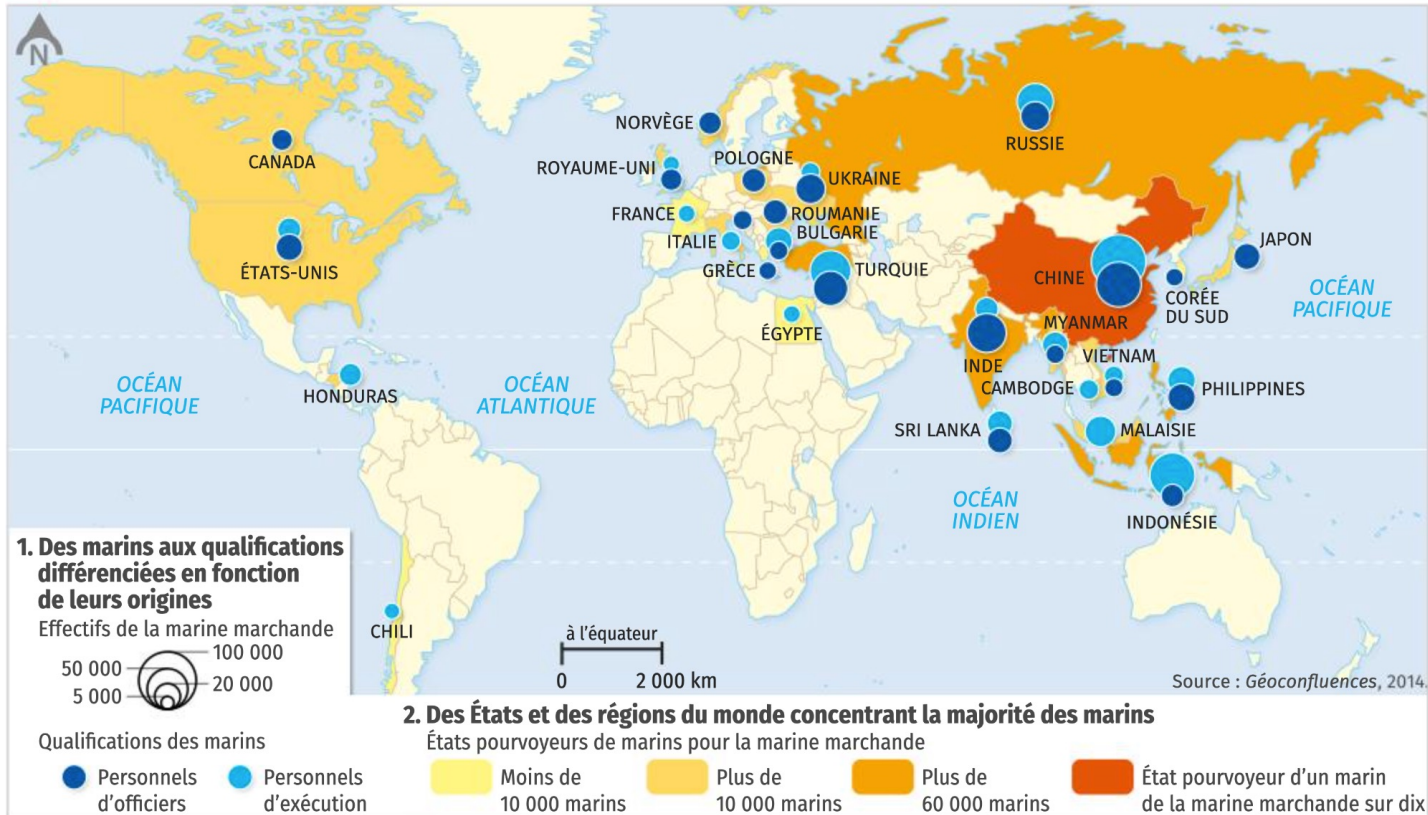 N
CANADA
ÉTATS-UNIS
HONDURAS
CHILI
NORVÈGE
ROYAUME-UNI
POLOGNE
UKRAINE
FRANCE
ROUMANIE
ITALIE
BULGARIE
GRÈCE
TURQUIE
ÉGYPTE
RUSSIE
CHINE
JAPON
CORÉE
DU SUD
MYANMAR
INDE
VIETNAM
CAMBODGE
PHILIPPINES
SRI LANKA
MALAISIE
INDONÉSIE
OCÉAN
PACIFIQUE
OCÉAN
ATLANTIQUE
OCÉAN
INDIEN
OCÉAN
PACIFIQUE
à l'équateur
0 2 000 km
Source : Géoconfluences, 2014.
1. Des marins aux qualifications
différenciées en fonction
de leurs origines
Effectifs de la marine marchande
100 000
50 000
20 000
5 000
Qualifications des marins
Personnels
d'officiers
Personnels
d'exécution
2. Des États et des régions du monde concentrant la majorité des marins
États pourvoyeurs de marins pour la marine marchande
Moins de
10 000 marins
Plus de
10 000 marins
Plus de
60 000 marins
État pourvoyeur d'un marin
de la marine marchande sur dix